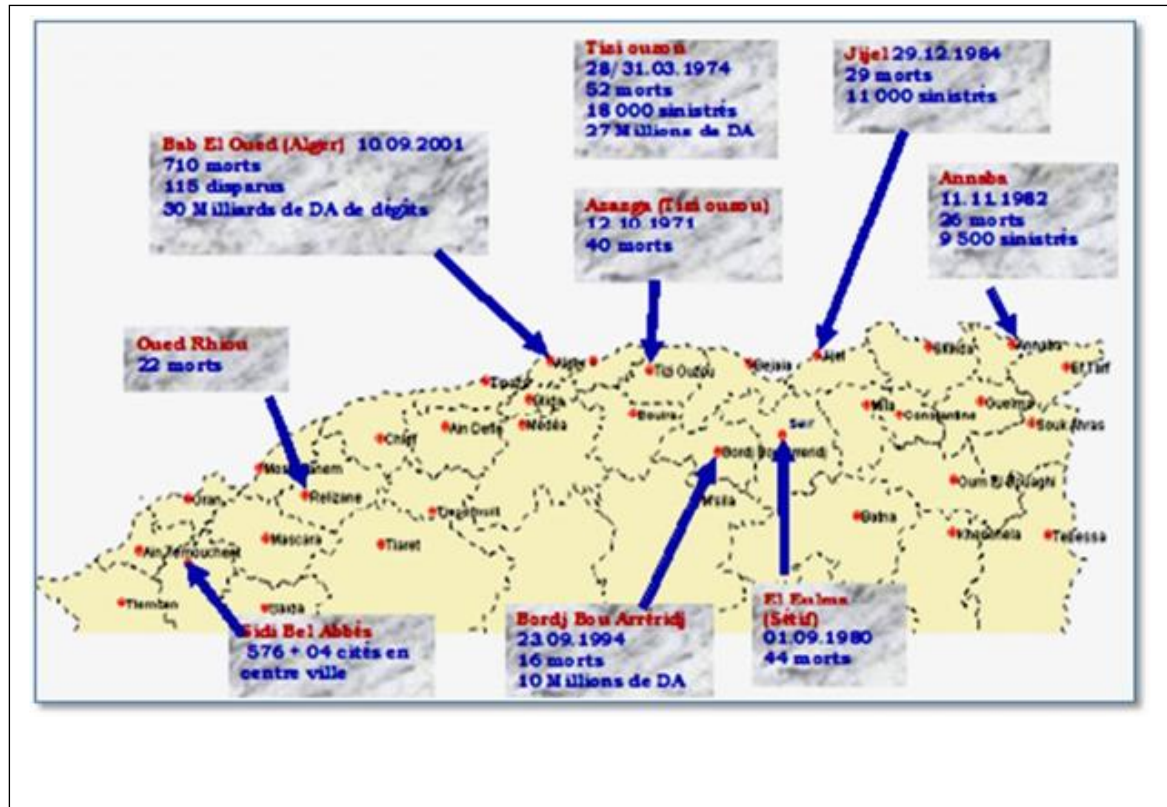 Tizi ouzou
28/31.03.1974
52 morts
18 000 sinistrés
27 Millions de DA
Jijel 29.12.1984
29 morts
11 000 sinistrés
Bab El Oued (Alger) 10.09.2001
710 morts
115 disparus
30 Milliards de DA de dégâts
Azazga (Tizi ouzou)
12.10.1971
40 morts
Annaba
11.11.1982
26 morts
9 500 sinistrés
Oued Rhiou
22 morts
Alger
Tizi Ouzou
Bejaia
Jijel
Skikda
Annaba
El Tarf
Tipaza
Blida
Bouira
Mila
Constantine
Guelma
Souk Ahras
Chlef
Ain Defla
Médéa
Setif
Bordj Bou Arreridj
Mostaganem
Relizane
Oran
M'sila
Oum El Bouaghi
Tissemsilt
Batna
Khenchela
Tebessa
Ain Temouchent
Mascara
Tiaret
Tlemcen
Saida
Sidi Bel Abbés
576 + 04 cités en
centre ville
Bordj Bou Arréridj
23.09.1994
16 morts
10 Millions de DA
El Eulma
(Sétif)
01.09.1980
44 morts